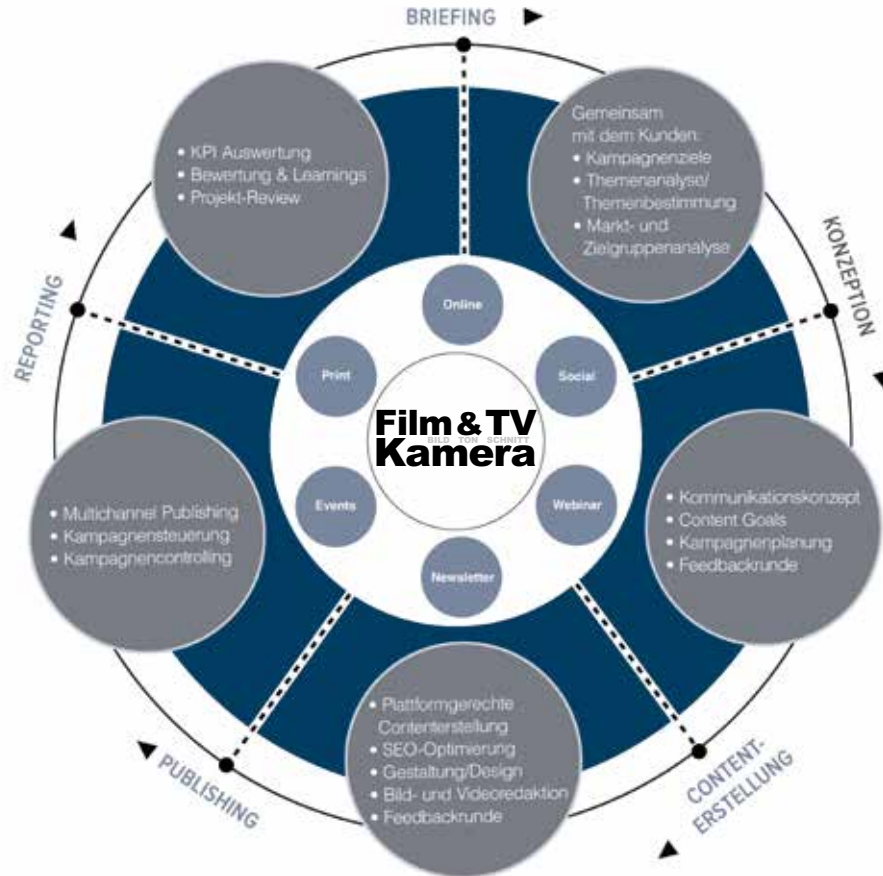 BRIEFING
Gemeinsam
mit dem Kunden:
• Kampagnenziele
• Themenanalyse/
Themenbestimmung
• Markt- und
Zielgruppenanalyse
KONZEPTION
• Kommunikationskonzept
• Content Goals
• Kampagnenplanung
• Feedbackrunde
CONTENT-
ERSTELLUNG
• Plattformgerechte
Contenterstellung
• SEO-Optimierung
• Gestaltung/Design
• Bild- und Videoredaktion
• Feedbackrunde
PUBLISHING
• Multichannel Publishing
• Kampagnensteuerung
• Kampagnencontrolling
REPORTING
• KPI Auswertung
• Bewertung & Learnings
• Projekt-Review
Online
Social
Webinar
Newsletter
Events
Print
Film & TV
BILD TON SCHNITT
Kamera